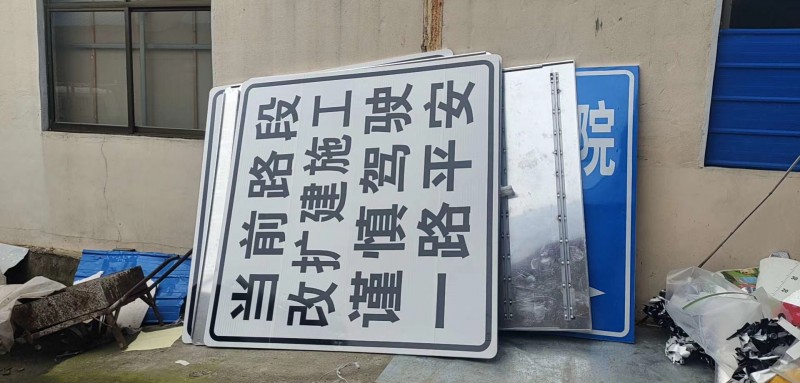 当前路段
改扩建施工
谨慎驾驶
一路平安
院